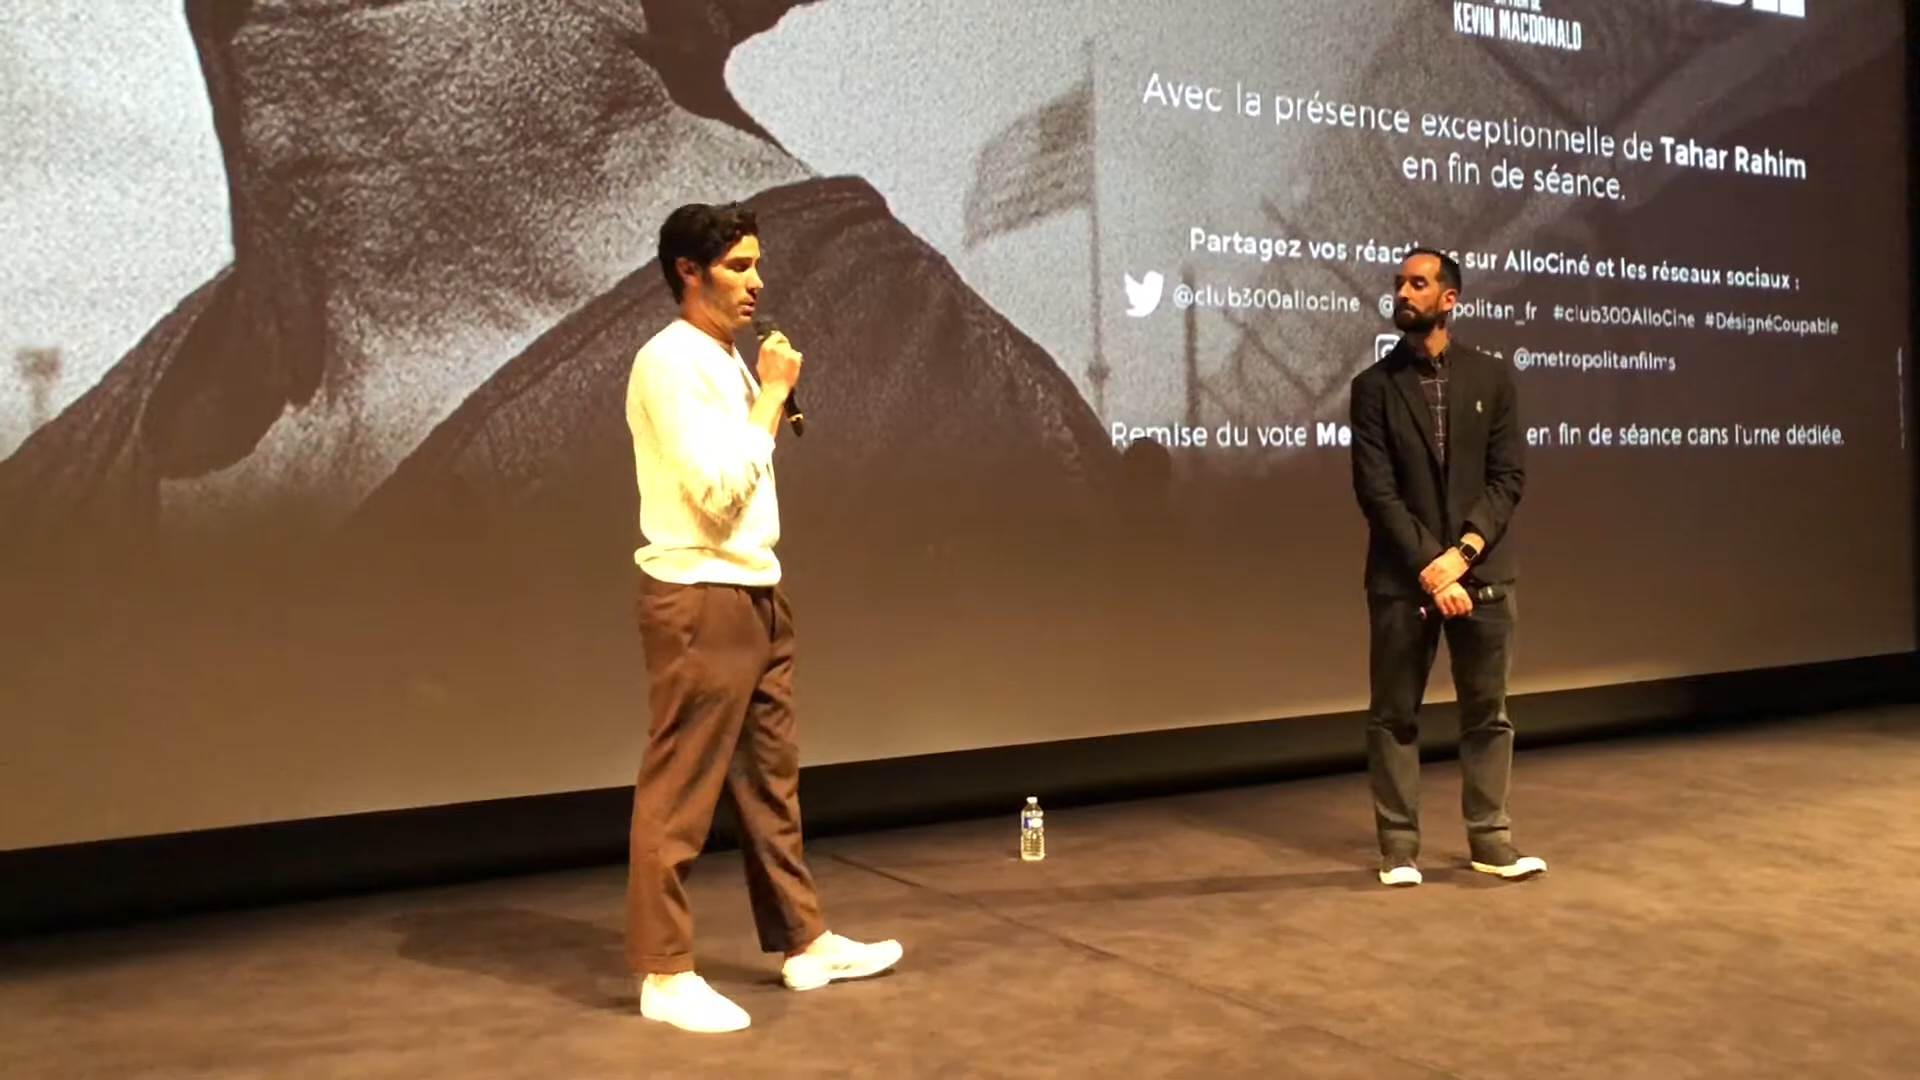 KEVIN MACDONALD
Avec la présence exceptionnelle de Tahar Rahim
en fin de séance.
Partagez vos réactions sur AlloCiné et les réseaux sociaux :
@club300allocine @ politan_fr #club300AlloCine #DésignéCoupable
@metropolitanfilms
Remise du vote en fin de séance dans l'urne dédiée.